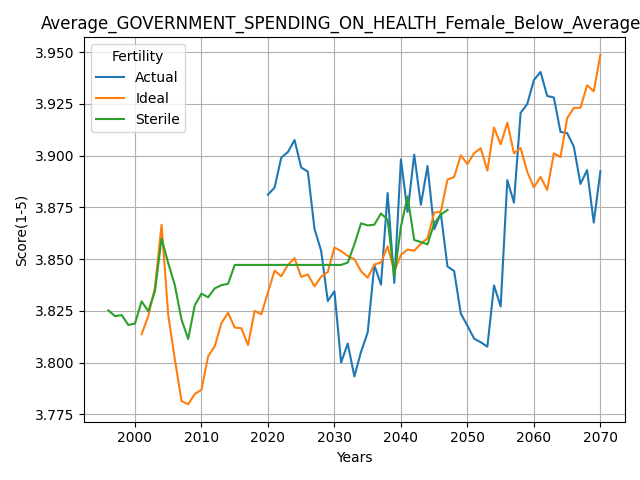 Average_GOVERNMENT_SPENDING_ON_HEALTH_Female_Below_Average
Fertility
Actual
Ideal
Sterile
3.950
3.925
3.900
3.875
3.850
3.825
3.800
3.775
Score(1-5)
2000 2010 2020 2030 2040 2050 2060 2070
Years